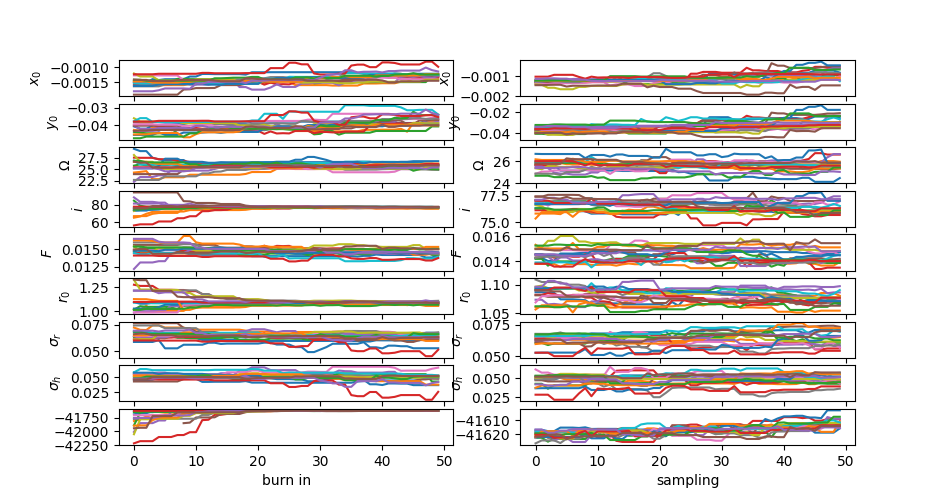 x₀ −0.0010 −0.0015 x₀ −0.001 −0.002
y₀ −0.03 −0.04 y₀ −0.02 −0.04
Ω 27.5 25.0 22.5 Ω 26 24
i 80 60 i 77.5 75.0
F 0.0150 0.0125 F 0.016 0.014
r₀ 1.25 1.00 r₀ 1.10 1.05
σᵣ 0.075 0.050 σᵣ 0.075 0.050
σₕ 0.050 0.025 σₕ 0.050 0.025
−41750 −42000 −42250 −41610 −41620
0 10 20 30 40 50 0 10 20 30 40 50
burn in sampling